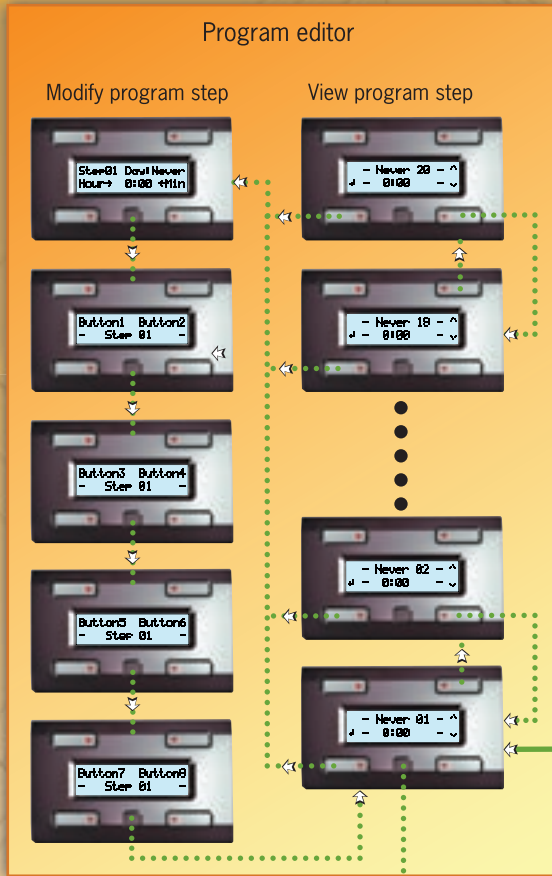 Program editor
Modify program step
Step01 Day:Never
Hour→ 0:00 ←Min
Button1 Button2
- Step 01 -
Button3 Button4
- Step 01 -
Button5 Button6
- Step 01 -
Button7 Button8
- Step 01 -
View program step
- Never 20 - ^
↲ - 0:00 - ⌄
- Never 19 - ^
↲ - 0:00 - ⌄
- Never 02 - ^
↲ - 0:00 - ⌄
- Never 01 - ^
↲ - 0:00 - ⌄